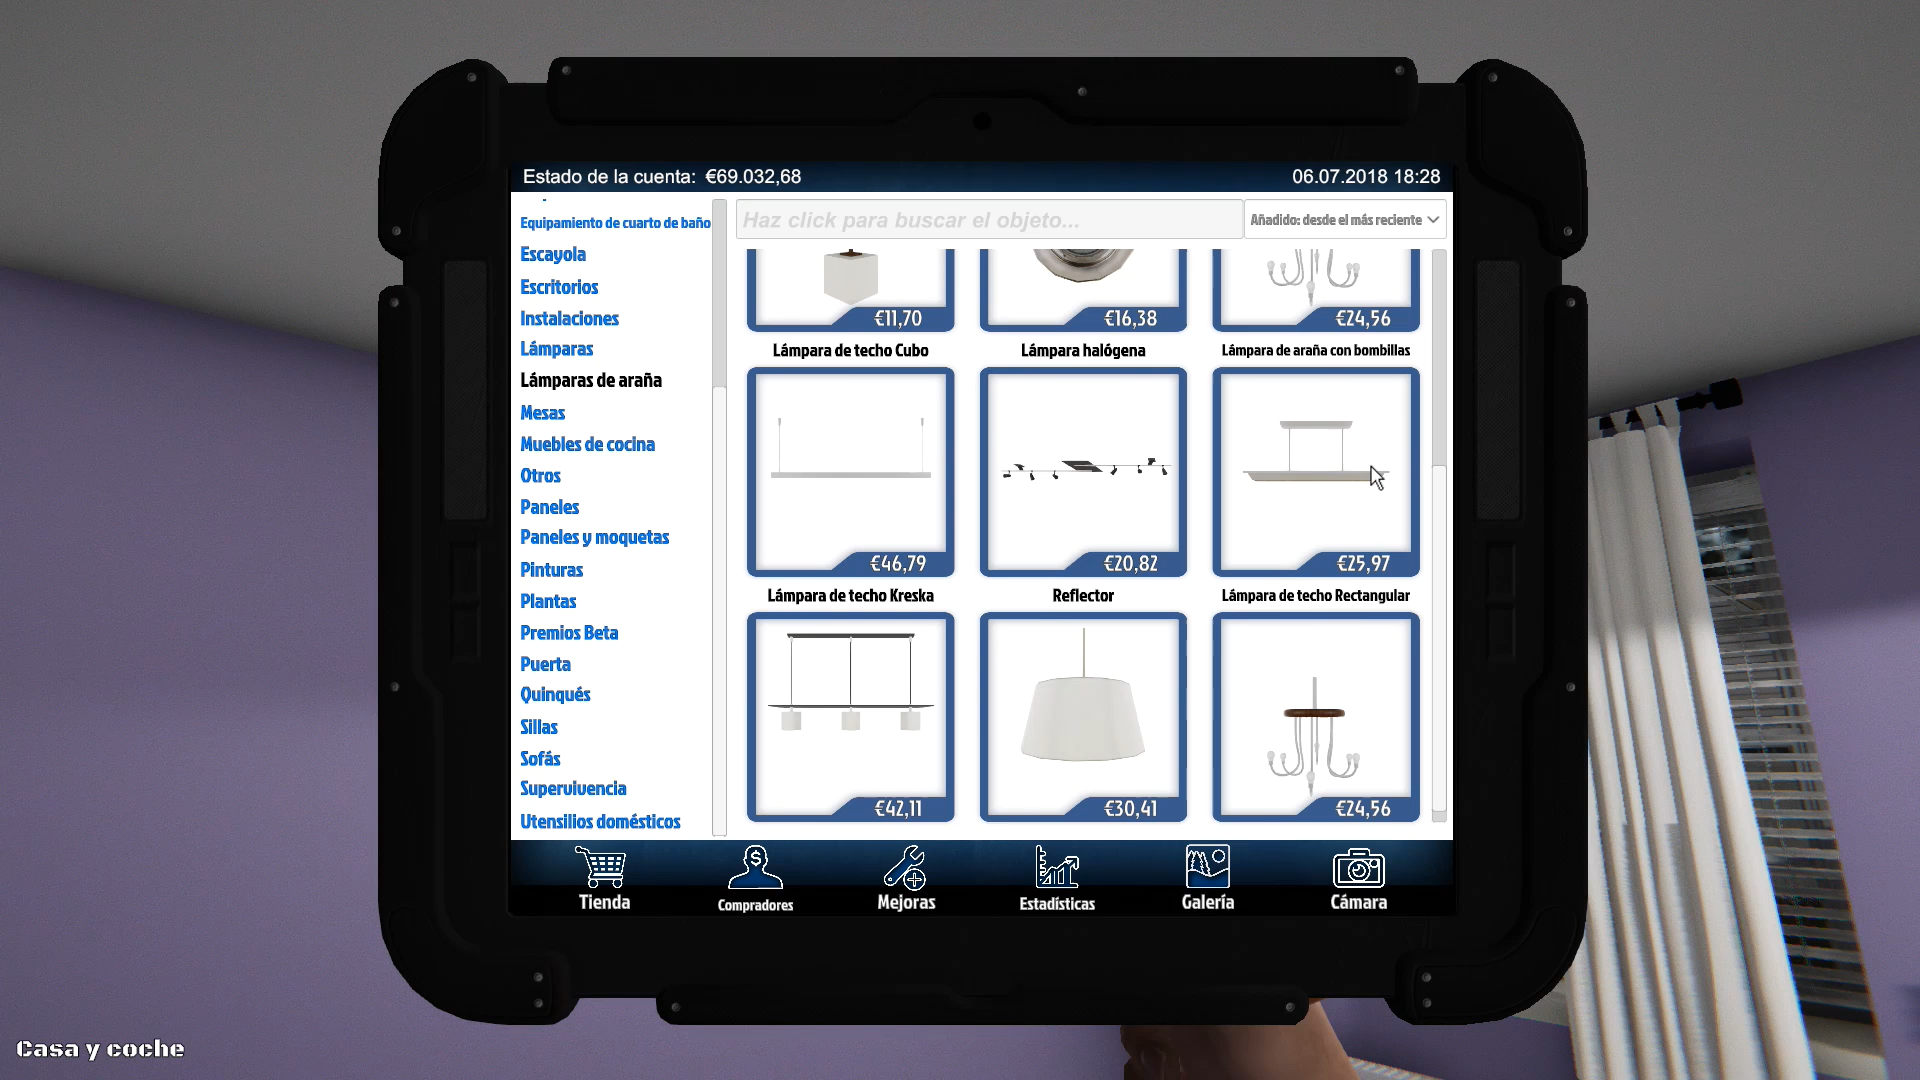 Estado de la cuenta: €69.032,68
06.07.2018 18:28
Equipamiento de cuarto de baño
Escayola
Escritorios
Instalaciones
Lámparas
Lámparas de araña
Mesas
Muebles de cocina
Otros
Paneles
Paneles y moquetas
Pinturas
Plantas
Premios Beta
Puerta
Quinqués
Sillas
Sofás
Supervivencia
Utensilios domésticos
Haz click para buscar el objeto...
Añadido: desde el más reciente
€11,70
€16,38
€24,56
Lámpara de techo Cubo
Lámpara halógena
Lámpara de araña con bombillas
€46,79
€20,82
€25,97
Lámpara de techo Kreska
Reflector
Lámpara de techo Rectangular
€42,11
€30,41
€24,56
Tienda
Compradores
Mejoras
Estadísticas
Galería
Cámara
Casa y coche